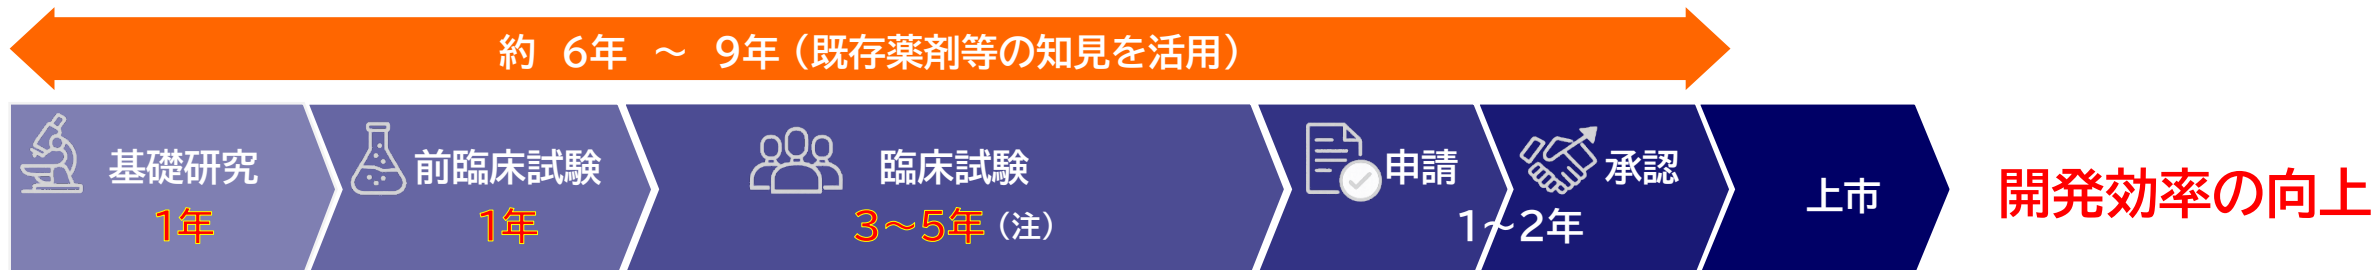 約 6年 ～ 9年（既存薬剤等の知見を活用）
基礎研究
1年
前臨床試験
1年
臨床試験
3～5年（注）
申請
承認
1～2年
上市
開発効率の向上